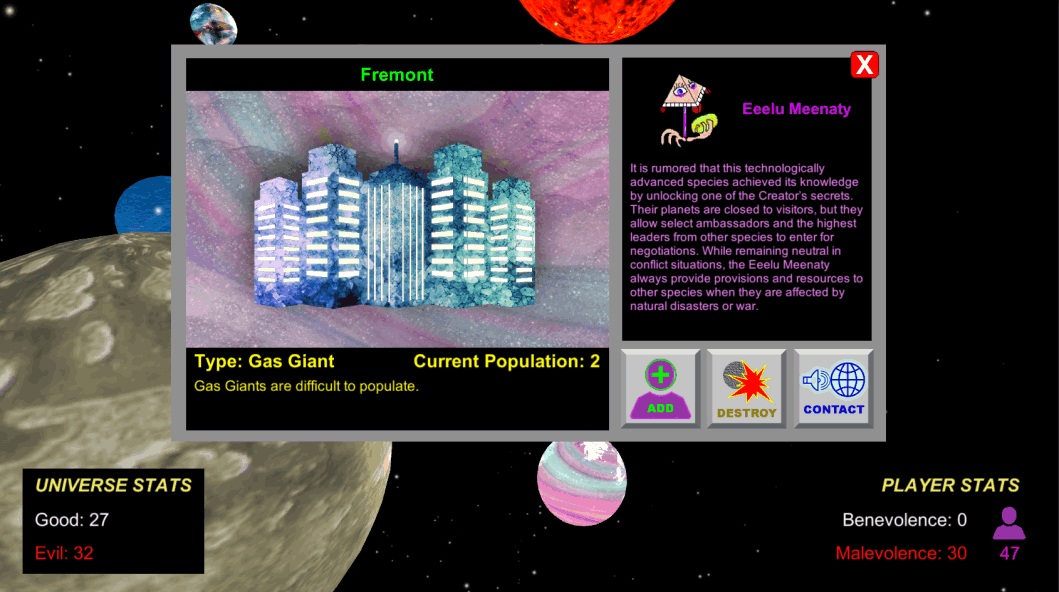 Fremont
X
Eeelu Meenaty
It is rumored that this technologically
advanced species achieved its knowledge
by unlocking one of the Creator's secrets.
Their planets are closed to visitors, but they
allow select ambassadors and the highest
leaders from other species to enter for
negotiations. While remaining neutral in
conflict situations, the Eeelu Meenaty
always provide provisions and resources to
other species when they are affected by
natural disasters or war.
Type: Gas Giant
Current Population: 2
Gas Giants are difficult to populate.
ADD
DESTROY
CONTACT
UNIVERSE STATS
Good: 27
Evil: 32
PLAYER STATS
Benevolence: 0
Malevolence: 30
47